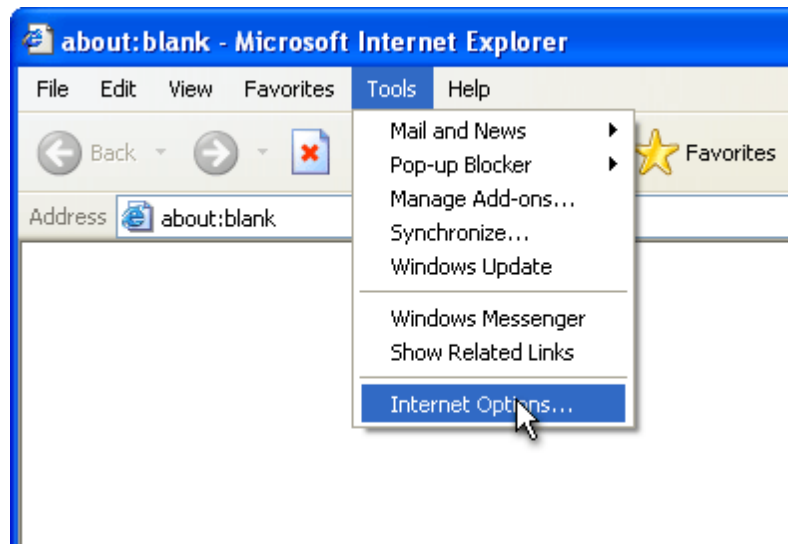 about:blank - Microsoft Internet Explorer
File Edit View Favorites Tools Help
Back Favorites
Address about:blank
Mail and News
Pop-up Blocker
Manage Add-ons...
Synchronize...
Windows Update
Windows Messenger
Show Related Links
Internet Options...